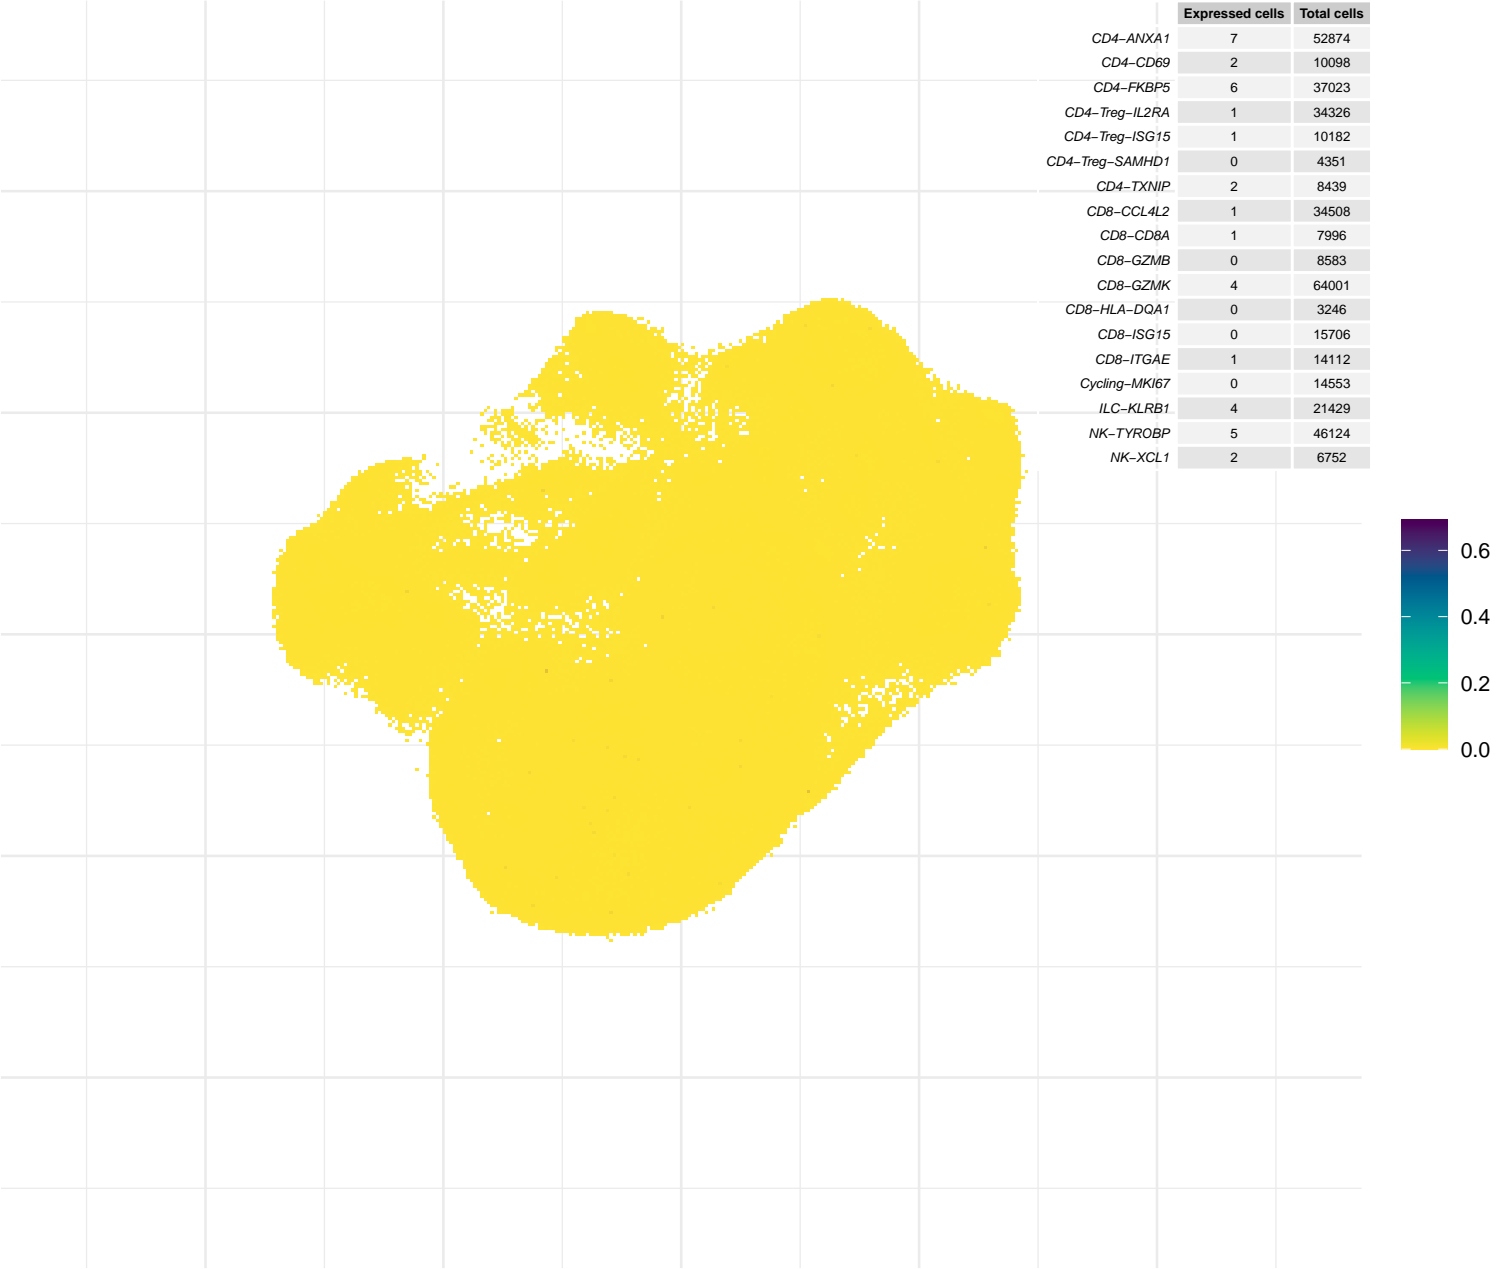 Expressed cells Total cells
CD4−ANXA1 7 52874
CD4−CD69 2 10098
CD4−FKBP5 6 37023
CD4−Treg−IL2RA 1 34326
CD4−Treg−ISG15 1 10182
CD4−Treg−SAMHD1 0 4351
CD4−TXNIP 2 8439
CD8−CCL4L2 1 34508
CD8−CD8A 1 7996
CD8−GZMB 0 8583
CD8−GZMK 4 64001
CD8−HLA−DQA1 0 3246
CD8−ISG15 0 15706
CD8−ITGAE 1 14112
Cycling−MKI67 0 14553
ILC−KLRB1 4 21429
NK−TYROBP 5 46124
NK−XCL1 2 6752
0.6
0.4
0.2
0.0